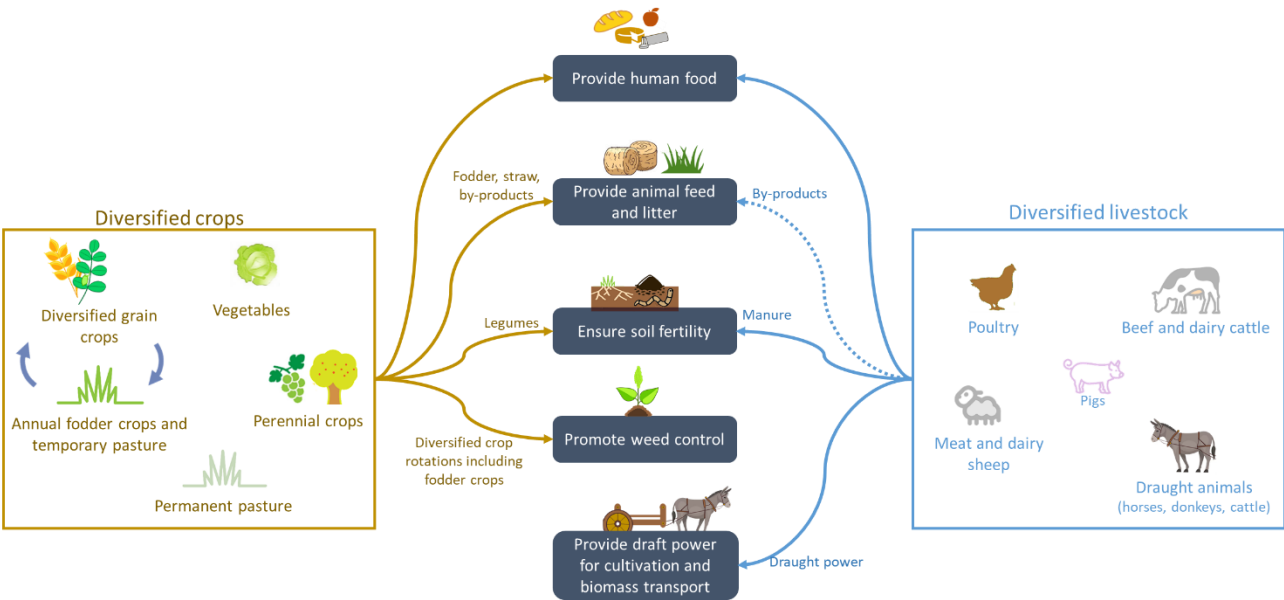 Provide human food
Fodder, straw,
by-products
Provide animal feed
and litter
By-products
Diversified crops
Diversified livestock
Diversified grain
crops
Vegetables
Legumes
Ensure soil fertility
Manure
Poultry
Beef and dairy cattle
Annual fodder crops and
temporary pasture
Perennial crops
Pigs
Diversified crop
rotations including
fodder crops
Promote weed control
Meat and dairy
sheep
Permanent pasture
Draught animals
(horses, donkeys, cattle)
Provide draft power
for cultivation and
biomass transport
Draught power